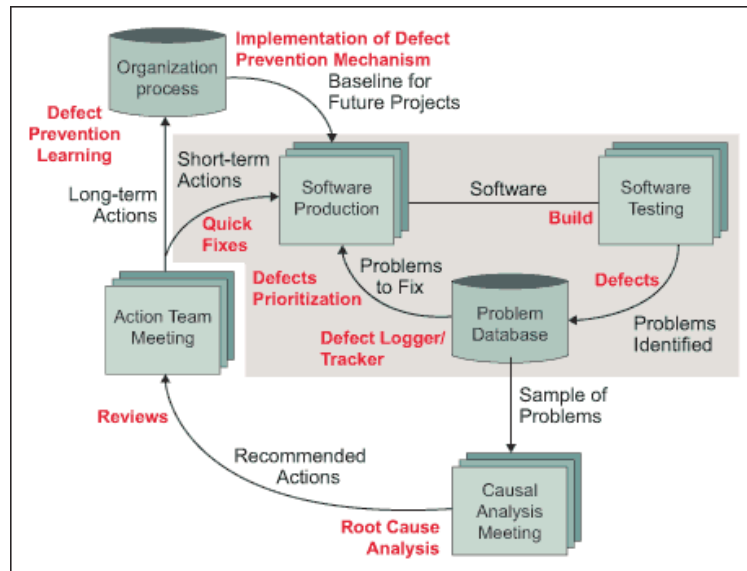 Organization
process
Implementation of Defect
Prevention Mechanism
Baseline for
Future Projects
Defect
Prevention
Learning
Short-term
Actions
Long-term
Actions
Software
Production
Software
Software
Testing
Build
Quick
Fixes
Problems
to Fix
Defects
Prioritization
Defects
Action Team
Meeting
Problem
Database
Defect Logger/
Tracker
Problems
Identified
Sample of
Problems
Reviews
Recommended
Actions
Causal
Analysis
Meeting
Root Cause
Analysis